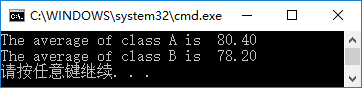 C:\WINDOWS\system32\cmd.exe
The average of class A is  80.40
The average of class B is  78.20
请按任意键继续. . .